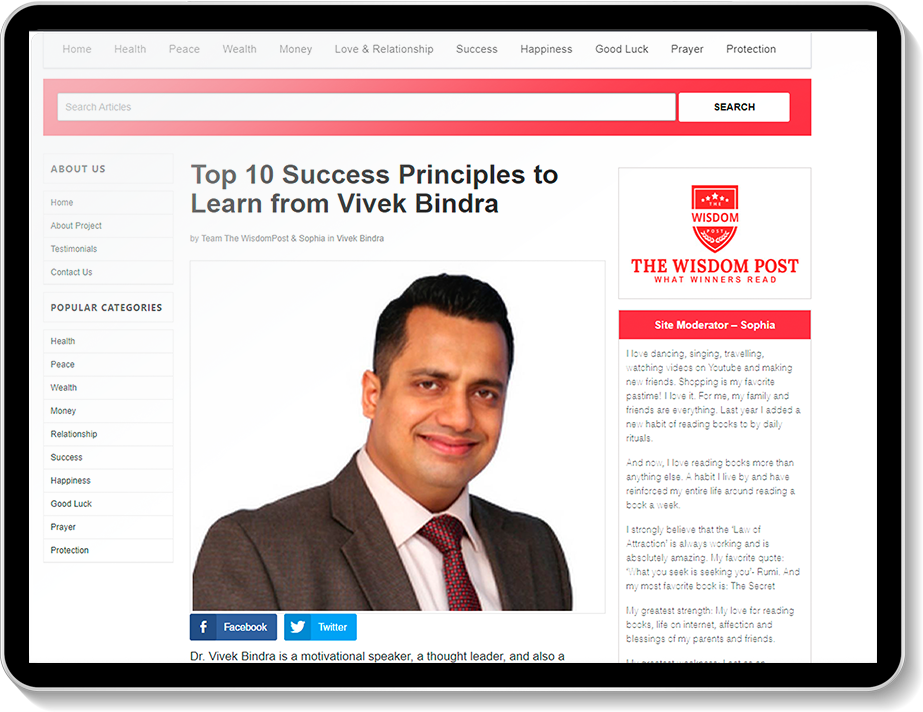 Home Health Peace Wealth Money Love & Relationship Success Happiness Good Luck Prayer Protection
Search Articles
SEARCH
ABOUT US
Home
About Project
Testimonials
Contact Us
POPULAR CATEGORIES
Health
Peace
Wealth
Money
Relationship
Success
Happiness
Good Luck
Prayer
Protection
Top 10 Success Principles to
Learn from Vivek Bindra
by Team The WisdomPost & Sophia in Vivek Bindra
Facebook
Twitter
Dr. Vivek Bindra is a motivational speaker, a thought leader, and also a
THE
WISDOM
POST
THE WISDOM POST
WHAT WINNERS READ
Site Moderator – Sophia
I love dancing, singing, travelling,
watching videos on Youtube and making
new friends. Shopping is my favorite
pastime! I love it. For me, my family and
friends are everything. Last year I added a
new habit of reading books to by daily
rituals.
And now, I love reading books more than
anything else. A habit I live by and have
reinforced my entire life around reading a
book a week.
I strongly believe that the 'Law of
Attraction' is always working and is
absolutely amazing. My favorite quote:
"What you seek is seeking you"- Rumi. And
my most favorite book is: The Secret
My greatest strength: My love for reading
books, life on internet, affection and
blessings of my parents and friends.